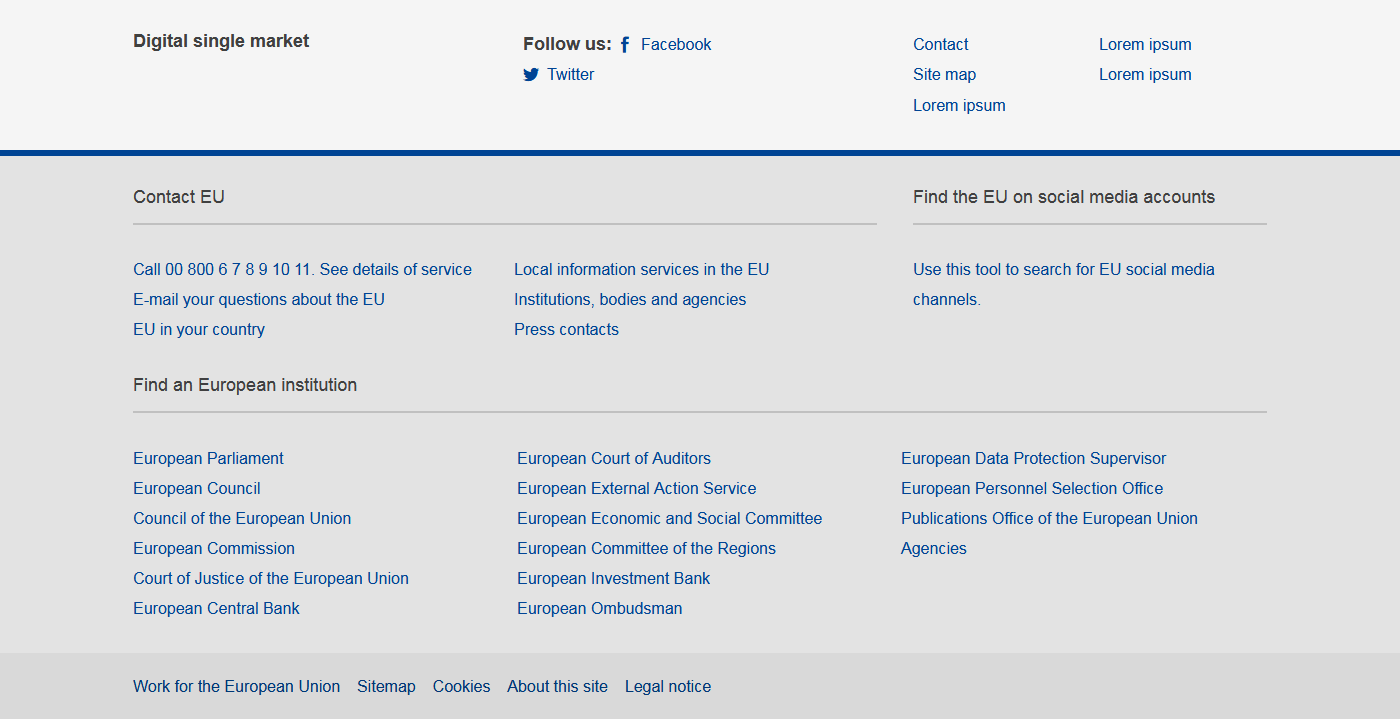 Digital single market
Follow us: Facebook
Twitter
Contact
Site map
Lorem ipsum
Lorem ipsum
Lorem ipsum
Contact EU
Call 00 800 6 7 8 9 10 11. See details of service
E-mail your questions about the EU
EU in your country
Local information services in the EU
Institutions, bodies and agencies
Press contacts
Find the EU on social media accounts
Use this tool to search for EU social media
channels.
Find an European institution
European Parliament
European Council
Council of the European Union
European Commission
Court of Justice of the European Union
European Central Bank
European Court of Auditors
European External Action Service
European Economic and Social Committee
European Committee of the Regions
European Investment Bank
European Ombudsman
European Data Protection Supervisor
European Personnel Selection Office
Publications Office of the European Union
Agencies
Work for the European Union Sitemap Cookies About this site Legal notice